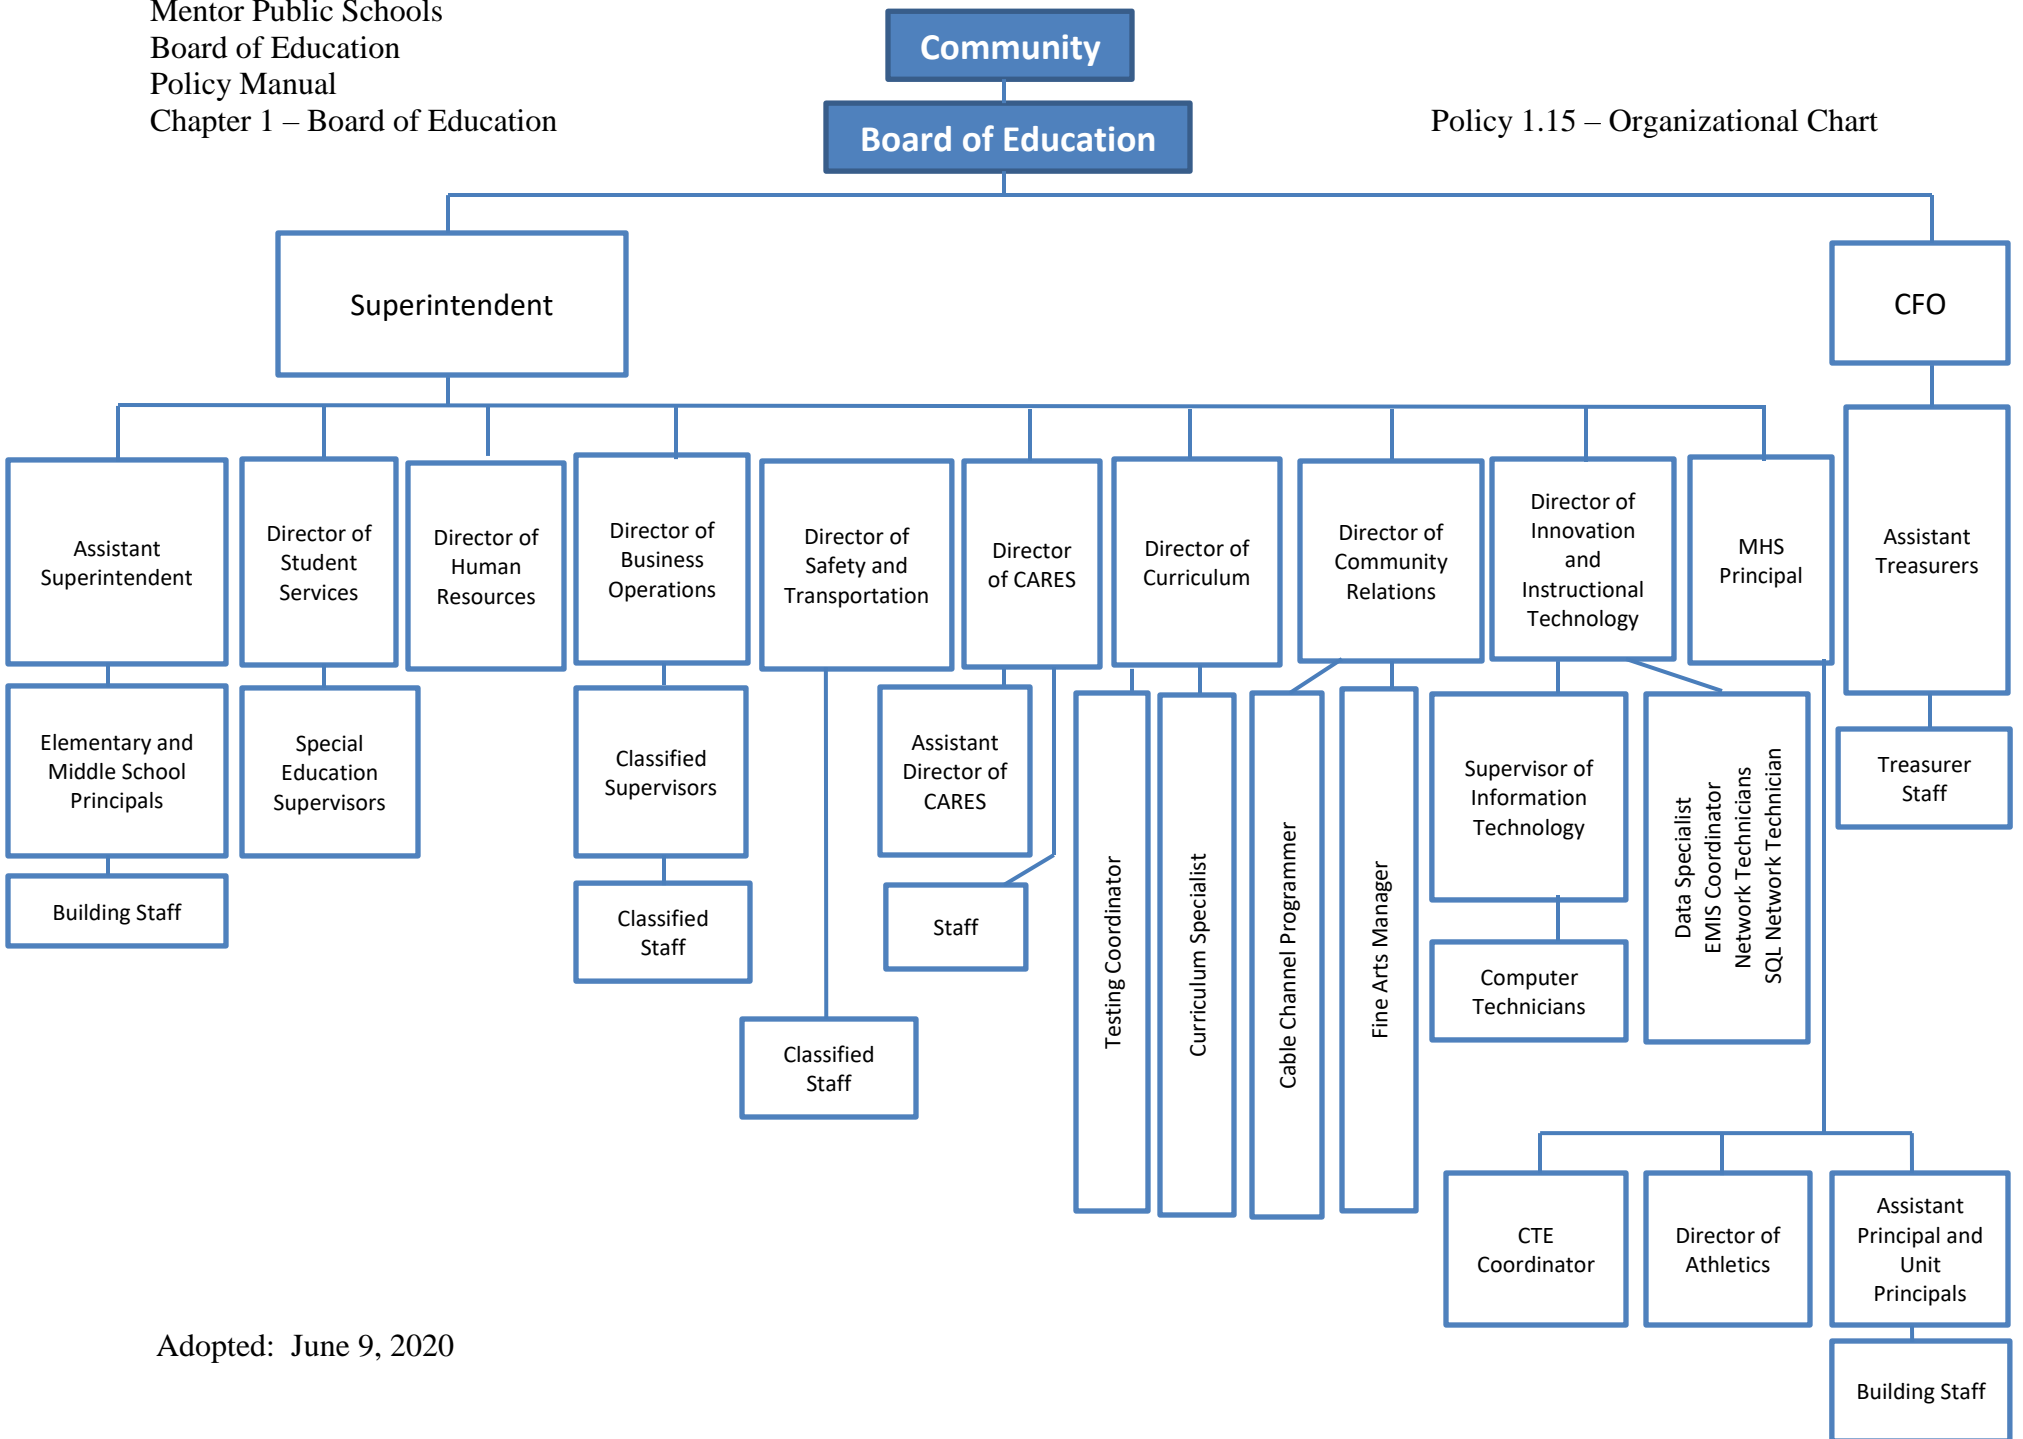 Mentor Public Schools
Board of Education
Policy Manual
Chapter 1 – Board of Education
Policy 1.15 – Organizational Chart
Community
Board of Education
Superintendent
CFO
Assistant
Superintendent
Director of
Student
Services
Director of
Human
Resources
Director of
Business
Operations
Director of
Safety and
Transportation
Director
of CARES
Director of
Curriculum
Director of
Community
Relations
Director of
Innovation
and
Instructional
Technology
MHS
Principal
Assistant
Treasurers
Elementary and
Middle School
Principals
Special
Education
Supervisors
Classified
Supervisors
Assistant
Director of
CARES
Testing Coordinator
Curriculum Specialist
Cable Channel Programmer
Fine Arts Manager
Supervisor of
Information
Technology
Data Specialist
EMIS Coordinator
Network Technicians
SQL Network Technician
Treasurer
Staff
Building Staff
Classified
Staff
Staff
Computer
Technicians
Classified
Staff
CTE
Coordinator
Director of
Athletics
Assistant
Principal and
Unit
Principals
Building Staff
Adopted: June 9, 2020